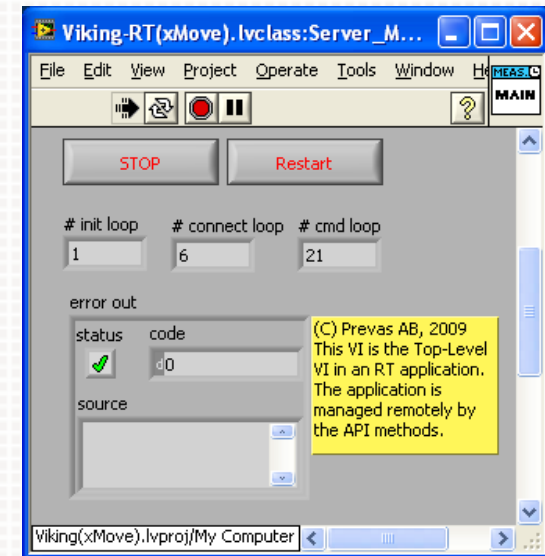 Viking-RT(xMove).lvclass:Server_M...
File Edit View Project Operate Tools Window He
MEAS.
MAIN
STOP Restart
# init loop # connect loop # cmd loop
1 6 21
error out
status code
d0
source
(C) Prevas AB, 2009
This VI is the Top-Level
VI in an RT application.
The application is
managed remotely by
the API methods.
Viking(xMove).lvproj/My Computer